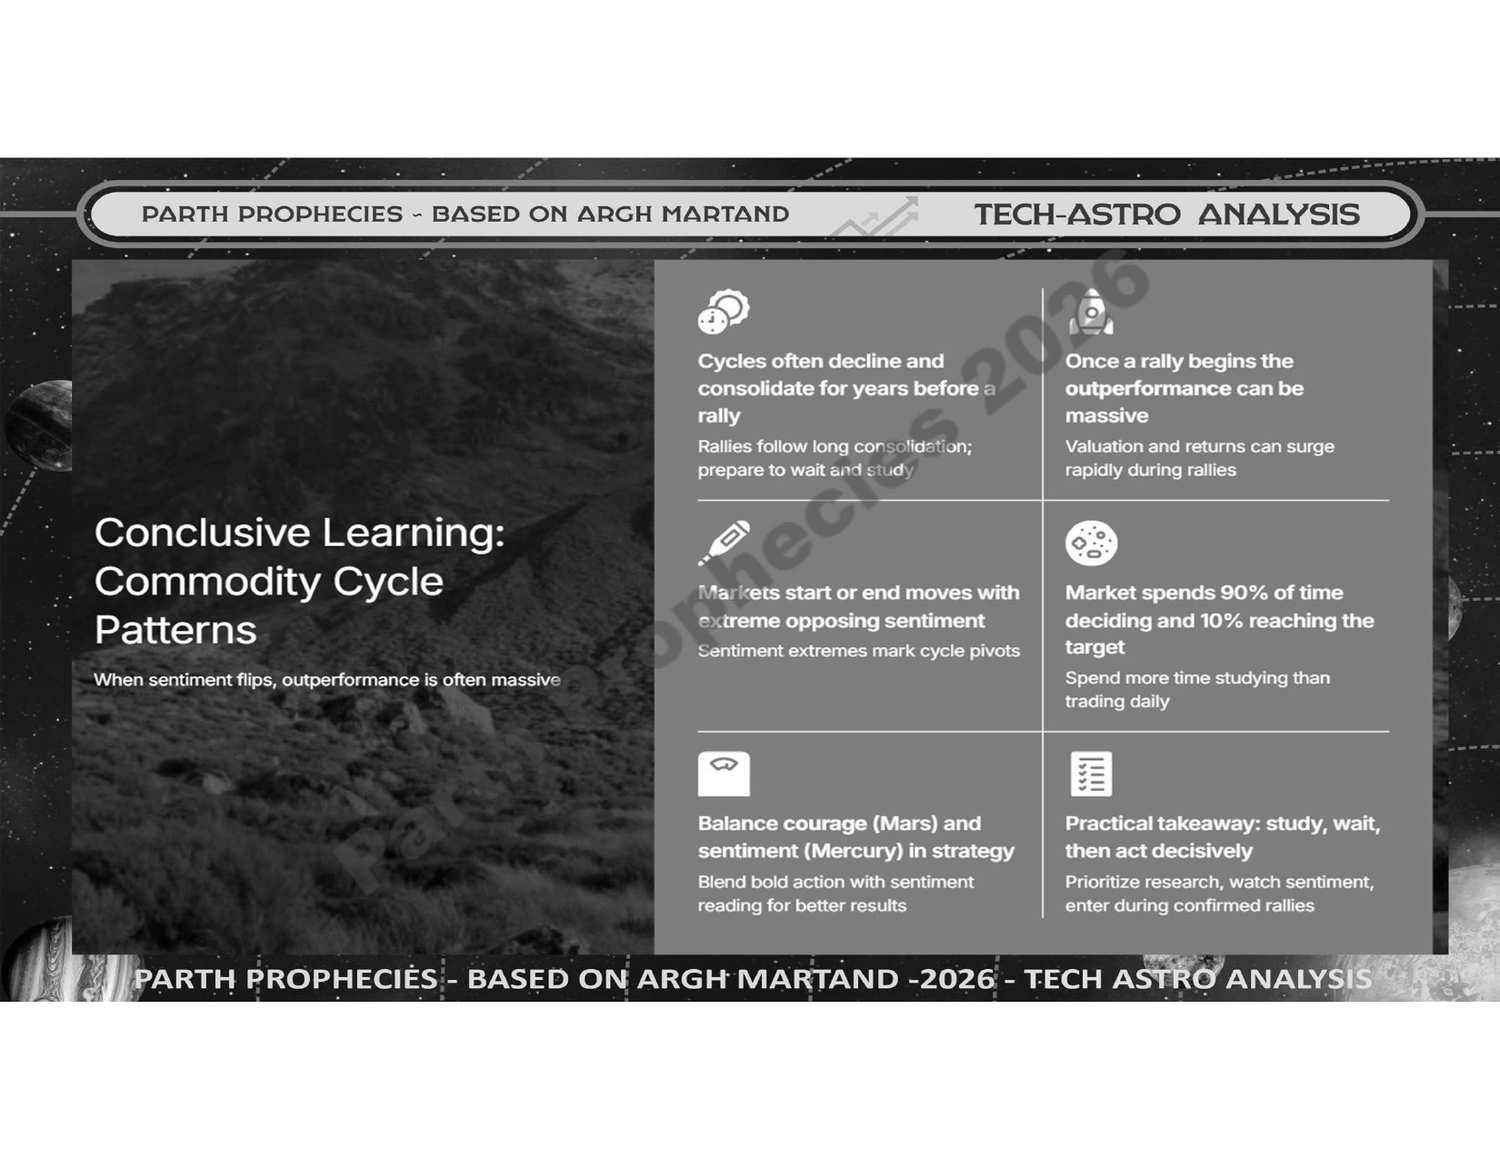 PARTH PROPHECIES ~ BASED ON ARGH MARTAND
TECH-ASTRO ANALYSIS
Conclusive Learning:
Commodity Cycle
Patterns
When sentiment flips, outperformance is often massive
Cycles often decline and
consolidate for years before a
rally
Rallies follow long consolidation;
prepare to wait and study
Once a rally begins the
outperformance can be
massive
Valuation and returns can surge
rapidly during rallies
Markets start or end moves with
extreme opposing sentiment
Sentiment extremes mark cycle pivots
Market spends 90% of time
deciding and 10% reaching the
target
Spend more time studying than
trading daily
Balance courage (Mars) and
sentiment (Mercury) in strategy
Blend bold action with sentiment
reading for better results
Practical takeaway: study, wait,
then act decisively
Prioritize research, watch sentiment,
enter during confirmed rallies
PARTH PROPHECIES - BASED ON ARGH MARTAND -2026 - TECH ASTRO ANALYSIS